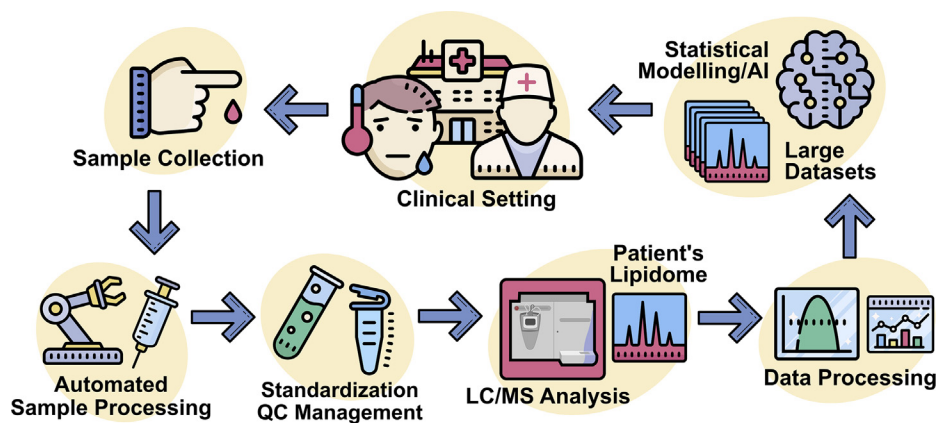 Statistical
Modelling/AI
Large
Datasets
Clinical Setting
Sample Collection
Automated
Sample Processing
Standardization
QC Management
Patient's
Lipidome
LC/MS Analysis
Data Processing